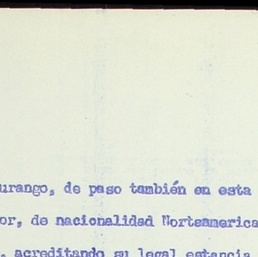 urango, de paso también en esta
or, de nacionalidad Norteamerica
, acreditando su legal estancia